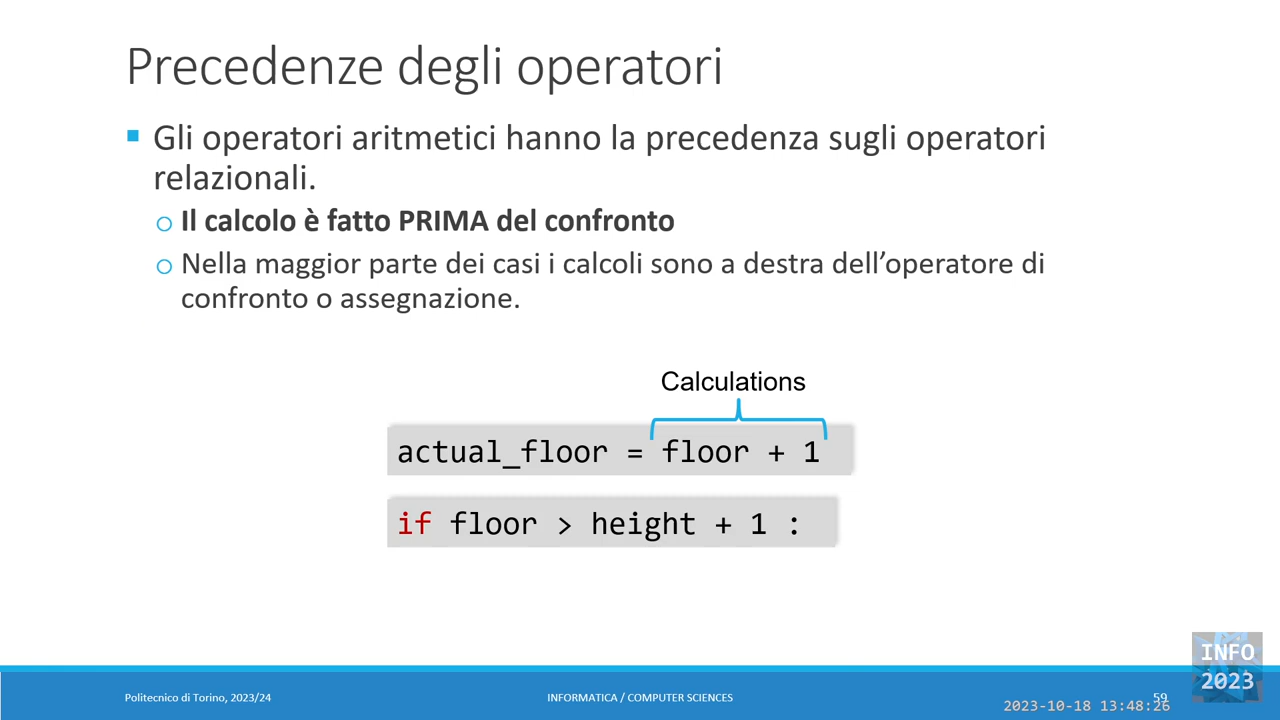 Precedenze degli operatori
Gli operatori aritmetici hanno la precedenza sugli operatori
relazionali.
Il calcolo è fatto PRIMA del confronto
Nella maggior parte dei casi i calcoli sono a destra dell’operatore di
confronto o assegnazione.
Calculations
actual_floor = floor + 1
if floor > height + 1 :
INFO
2023
Politecnico di Torino, 2023/24
INFORMATICA / COMPUTER SCIENCES
59
2023-10-18 13:48:26